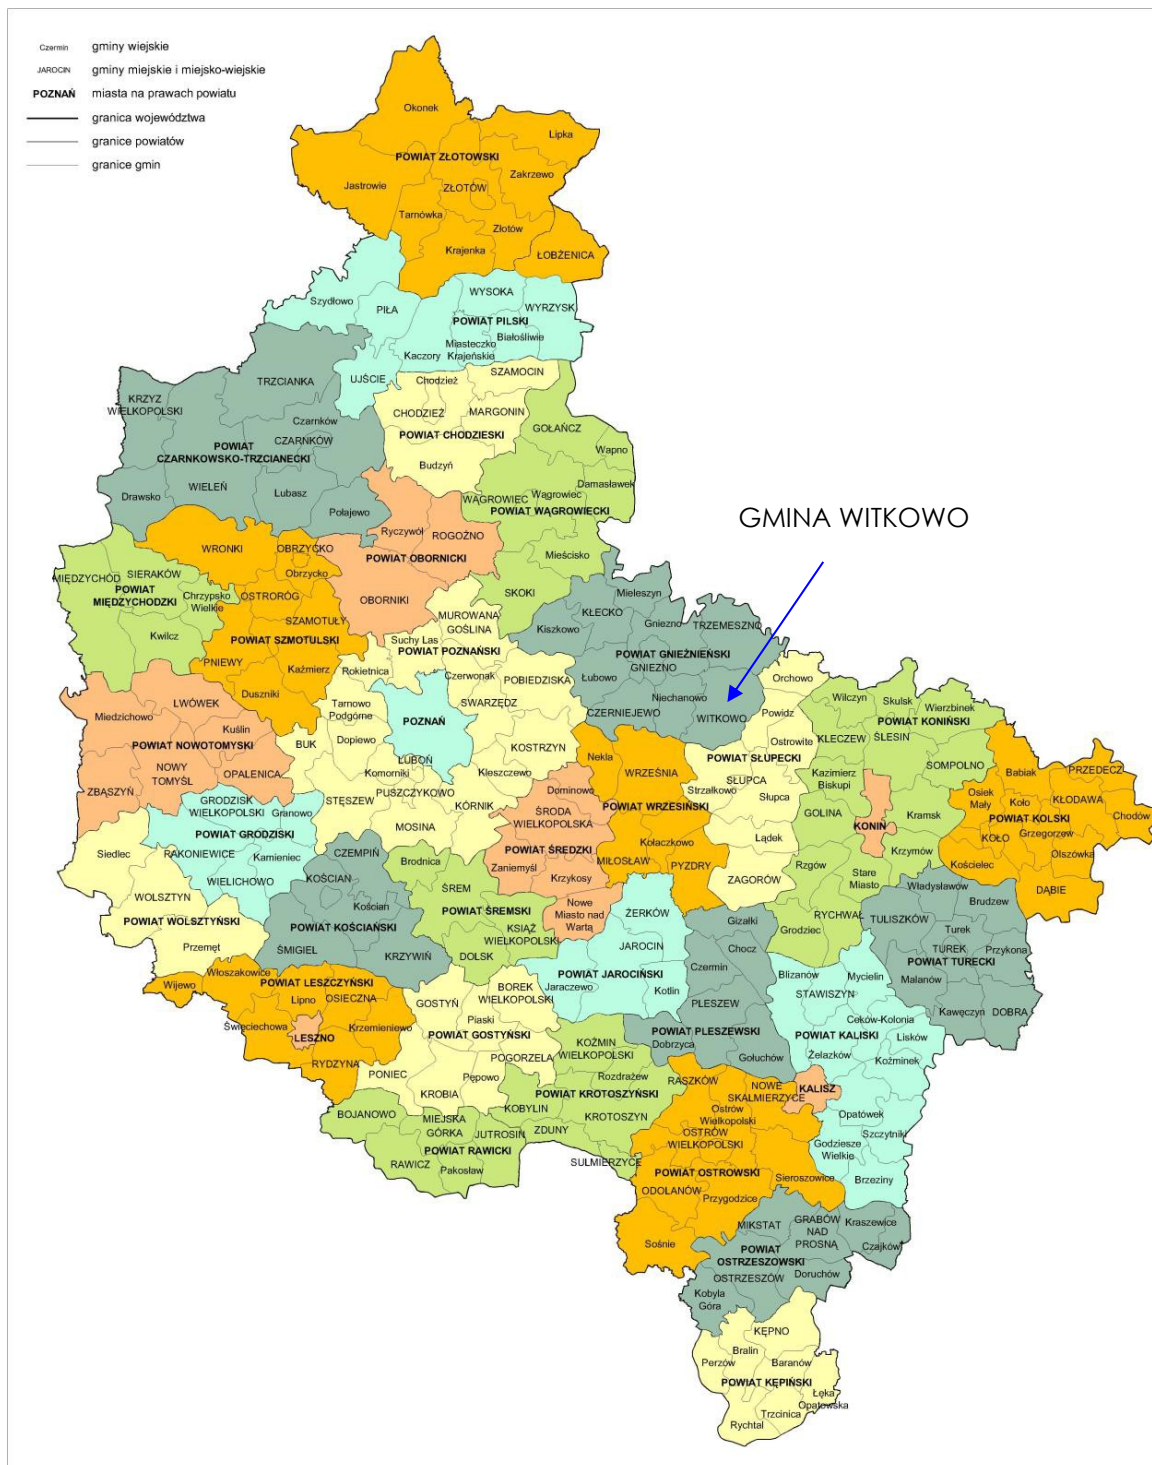 Czermin gminy wiejskie
JAROCIN gminy miejskie i miejsko-wiejskie
POZNAŃ miasta na prawach powiatu
granica województwa
granice powiatów
granice gmin
Okonek
Lipka
POWIAT ZŁOTOWSKI
Zakrzewo
Jastrowie
ZŁOTÓW
Tarnówka
Złotów
Krajenka
ŁOBŻENICA
Szydłowo
PIŁA
WYSOKA
WYRZYSK
POWIAT PILSKI
Białośliwie
Miasteczko
Krajeńskie
Kaczory
UJŚCIE
Chodzież
SZAMOCIN
TRZCIANKA
KRZYZ
WIELKOPOLSKI
CHODZIEŻ
MARGONIN
Czarnków
CZARNKÓW
POWIAT
CZARNKOWSKO-TRZCIANECKI
POWIAT CHODZIESKI
GOŁAŃCZ
Wapno
Budzyń
WIELEŃ
Lubasz
Drawsko
Połajewo
Damasławek
WĄGROWIEC
Wągrowiec
POWIAT WĄGROWIECKI
GMINA WITKOWO
Ryczywół
ROGOŹNO
POWIAT OBORNICKI
OBORNIKI
Mieścisko
SKOKI
WRONKI
OBRZYCKO
Obrzycko
MIĘDZYCHÓD
SIERAKÓW
POWIAT
MIĘDZYCHODZKI
Chrzypsko
Wielkie
Kwilcz
OSTRORÓG
SZAMOTUŁY
POWIAT SZMOTULSKI
PNIEWY
Kaźmierz
Duszniki
MUROWANA
GOŚLINA
Suchy Las
POWIAT POZNAŃSKI
Rokietnica
Czerwonak
POBIEDZISKA
Tarnowo
Podgórne
SWARZĘDZ
POZNAŃ
BUK
Dopiewo
LUBOŃ
Komorniki
KOSTRZYN
Kleszczewo
STĘSZEW
PUSZCZYKOWO
KÓRNIK
MOSINA
Mieleszyn
KŁECKO
Kiszkowo
Gniezno
TRZEMESZNO
POWIAT GNIEŹNIENSKI
GNIEZNO
Łubowo
Niechanowo
CZERNIEJEWO
WITKOWO
Orchowo
Powidz
Ostrowite
POWIAT SŁUPECKI
SŁUPCA
Strzałkowo
Słupca
Lądek
ZAGORÓW
Wilczyn
Skulsk
Wierzbinek
POWIAT KONIŃSKI
KLECZEW
ŚLESIN
SOMPOLNO
Kazimierz
Biskupi
GOLINA
KONIN
Kramsk
Krzymów
Rzgów
Stare
Miasto
RYCHWAŁ
Grodziec
Babiak
PRZEDECZ
Osiek
Mały
Koło
KŁODAWA
POWIAT KOLSKI
Chodów
KOŁO
Grzegorzew
Olszówka
Kościelec
DĄBIE
LWÓWEK
Miedzichowo
Kuślin
POWIAT NOWOTOMYSKI
NOWY
TOMYŚL
OPALENICA
ZBĄSZYŃ
GRODZISK
WIELKOPOLSKI
Granowo
POWIAT GRODZISKI
RAKONIEWICE
Kamieniec
WIELICHOWO
Siedlec
WOLSZTYN
POWIAT WOLSZTYŃSKI
Przemęt
CZEMPIŃ
KOŚCIAN
Kościan
POWIAT KOŚCIAŃSKI
ŚMIGIEL
KRZYWIŃ
Brodnica
ŚREM
POWIAT ŚREMSKI
KSIĄŻ
WIELKOPOLSKI
DOLSK
Nekla
WRZEŚNIA
POWIAT WRZESIŃSKI
Kołaczkowo
MIŁOSŁAW
PYZDRY
Dominowo
ŚRODA
WIELKOPOLSKA
POWIAT ŚREDZKI
Zaniemyśl
Krzykosy
Nowe
Miasto nad
Wartą
ŻERKÓW
JAROCIN
POWIAT JAROCIŃSKI
Jaraczewo
Kotlin
Gizałki
Chocz
Czermin
PLESZEW
POWIAT PLESZEWSKI
Dobrzyca
Gołuchów
Władysławów
Brudzew
TULISZKÓW
Turek
TUREK
Przykona
POWIAT TURECKI
Malanów
Kawęczyn
DOBRA
Blizanów
Mycielin
STAWISZYN
Ceków-Kolonia
POWIAT KALISKI
Lisków
Żelazków
Koźminek
KALISZ
Opatówek
Szczytniki
Godziesze
Wielkie
Brzeziny
Włoszakowice
Wijewo
POWIAT LESZCZYŃSKI
Lipno
OSIECZNA
Święciechowa
LESZNO
Krzemieniewo
RYDZYNA
GOSTYŃ
BOREK
WIELKOPOLSKI
Piaski
POWIAT GOSTYŃSKI
POGORZELA
PONIEC
Pępowo
KROBIA
KOŹMIN
WIELKOPOLSKI
Rozdrażew
POWIAT KROTOSZYŃSKI
KOBYLIN
KROTOSZYN
ZDUNY
SULMIERZYCE
BOJANOWO
MIEJSKA
GÓRKA
JUTROSIN
POWIAT RAWICKI
RAWICZ
Pakosław
RASZKÓW
NOWE
SKALMIERZYCE
Ostrów
Wielkopolski
OSTRÓW
WIELKOPOLSKI
POWIAT OSTROWSKI
Sieroszowice
ODOLANÓW
Przygodzice
Sośnie
MIKSTAT
GRABÓW
NAD
PROSNĄ
Kraszewice
Czajków
POWIAT
OSTRZESZOWSKI
OSTRZESZÓW
Doruchów
Kobyla
Góra
KĘPNO
Bralin
Perzów
Baranów
POWIAT KĘPIŃSKI
Łęka
Opatowska
Trzcinica
Rychtal